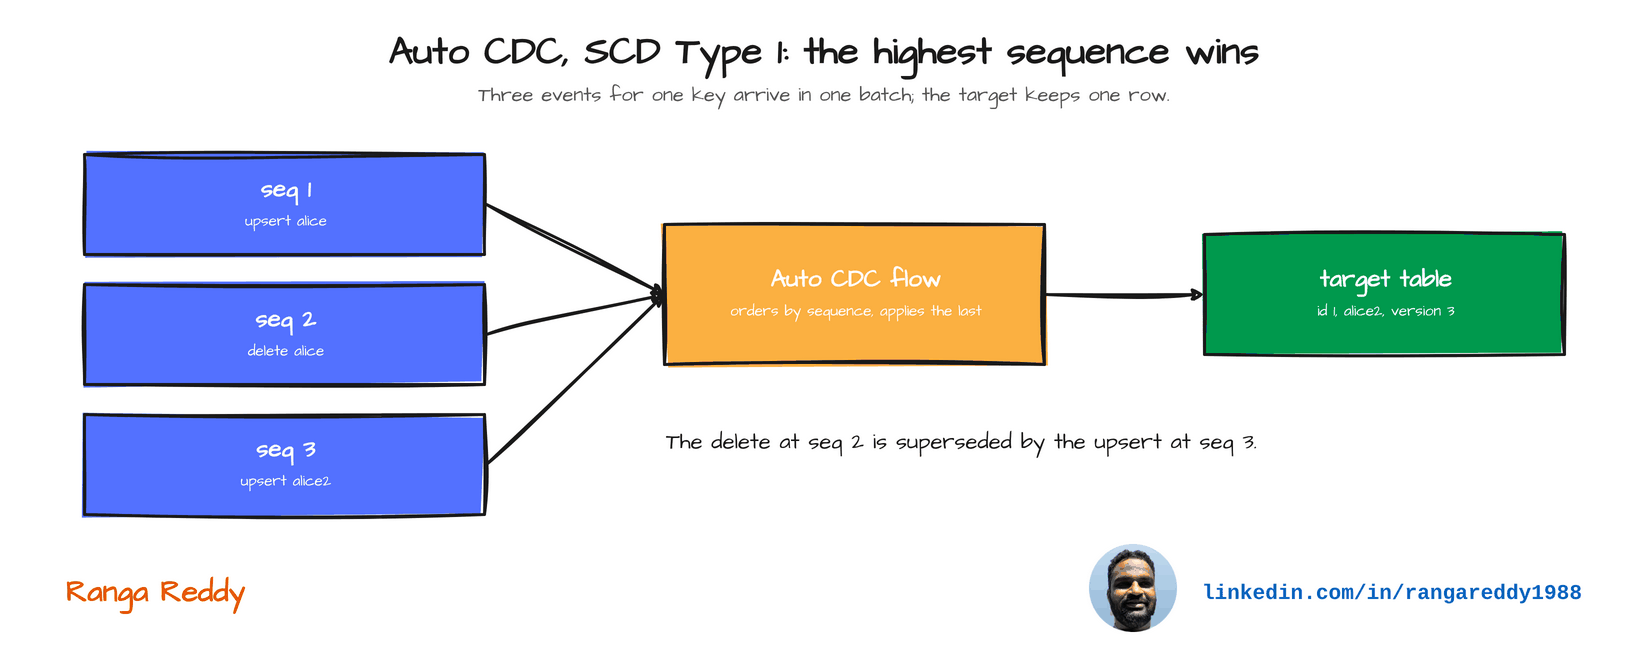 Auto CDC, SCD Type 1: the highest sequence wins
Three events for one key arrive in one batch; the target keeps one row.
seq 1
upsert alice
seq 2
delete alice
seq 3
upsert alice2
Auto CDC flow
orders by sequence, applies the last
target table
id 1, alice2, version 3
The delete at seq 2 is superseded by the upsert at seq 3.
Ranga Reddy
linkedin.com/in/rangareddy1988